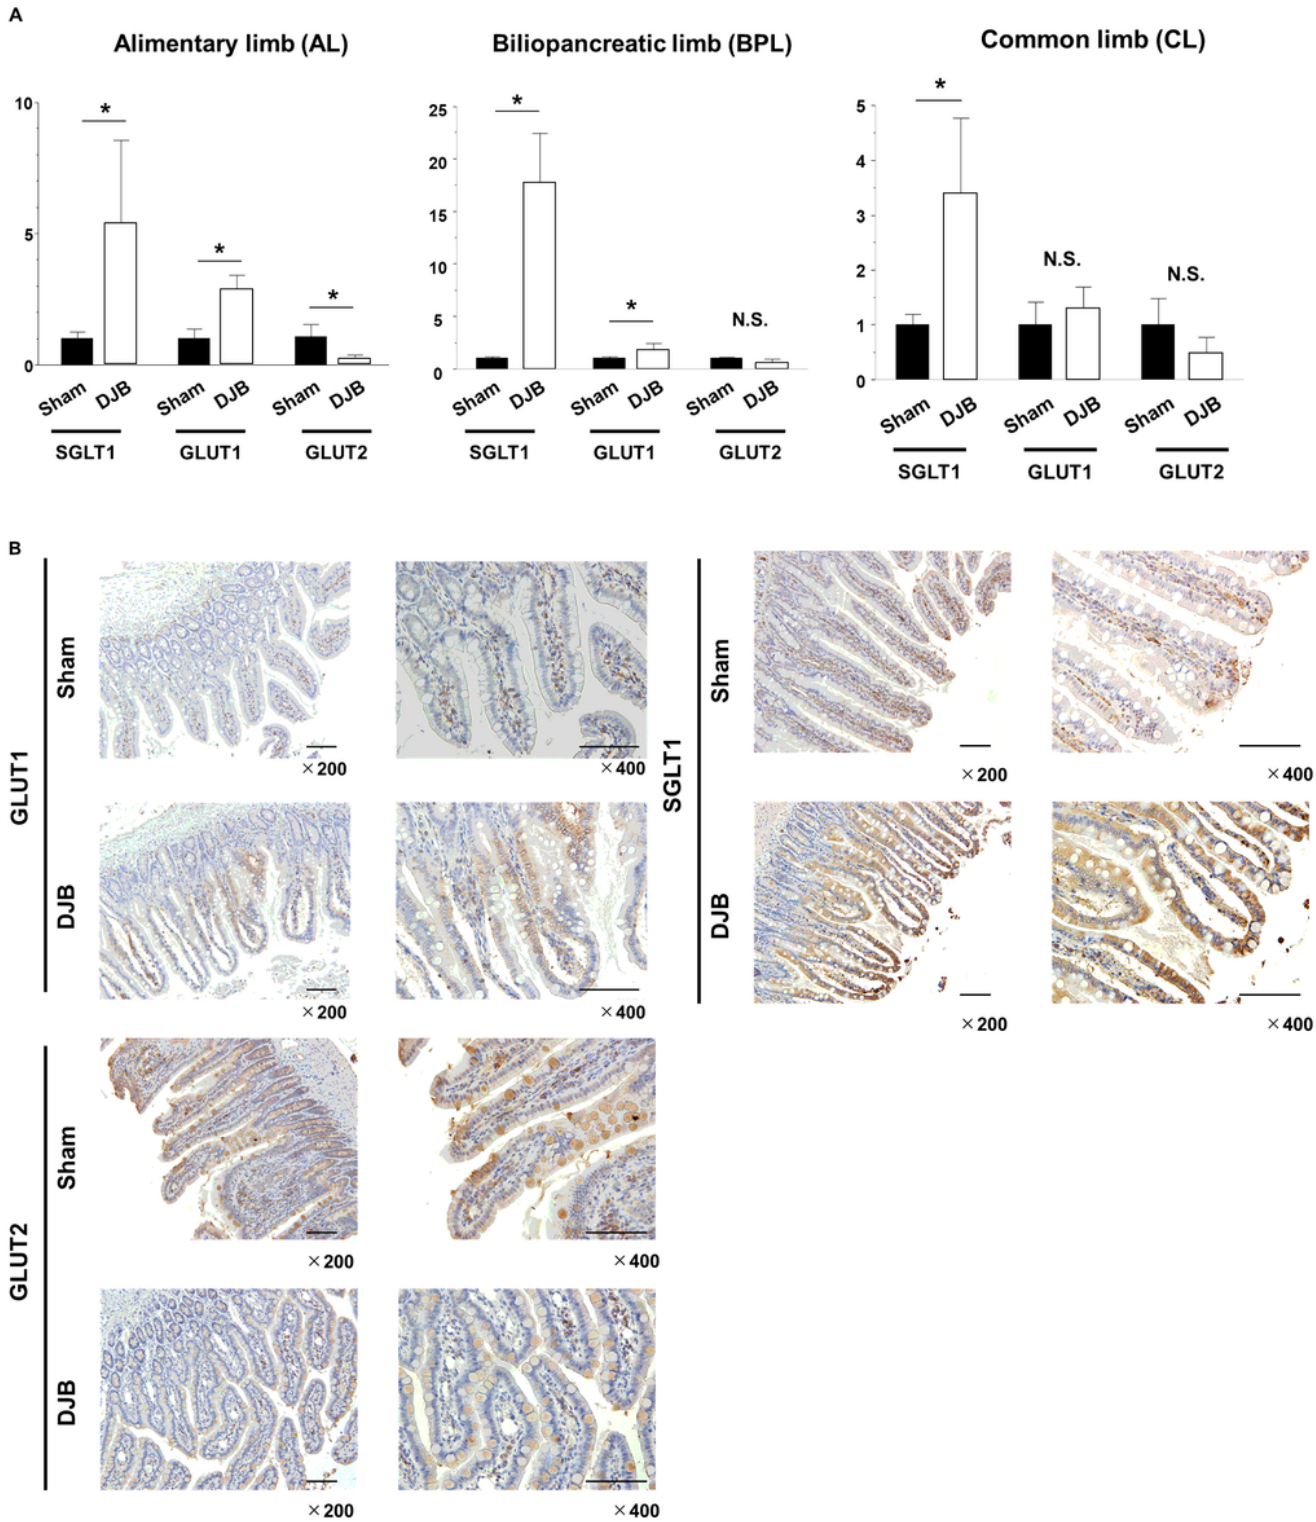 A
Alimentary limb (AL)
Biliopancreatic limb (BPL)
Common limb (CL)
10
5
0
*
*
*
Sham
DJB
Sham
DJB
Sham
DJB
SGLT1
GLUT1
GLUT2
25
20
15
10
5
0
*
*
N.S.
Sham
DJB
Sham
DJB
Sham
DJB
SGLT1
GLUT1
GLUT2
5
4
3
2
1
0
*
N.S.
N.S.
Sham
DJB
Sham
DJB
Sham
DJB
SGLT1
GLUT1
GLUT2
B
GLUT1
Sham
×200
×400
DJB
×200
×400
SGLT1
Sham
×200
×400
DJB
×200
×400
GLUT2
Sham
×200
×400
DJB
×200
×400